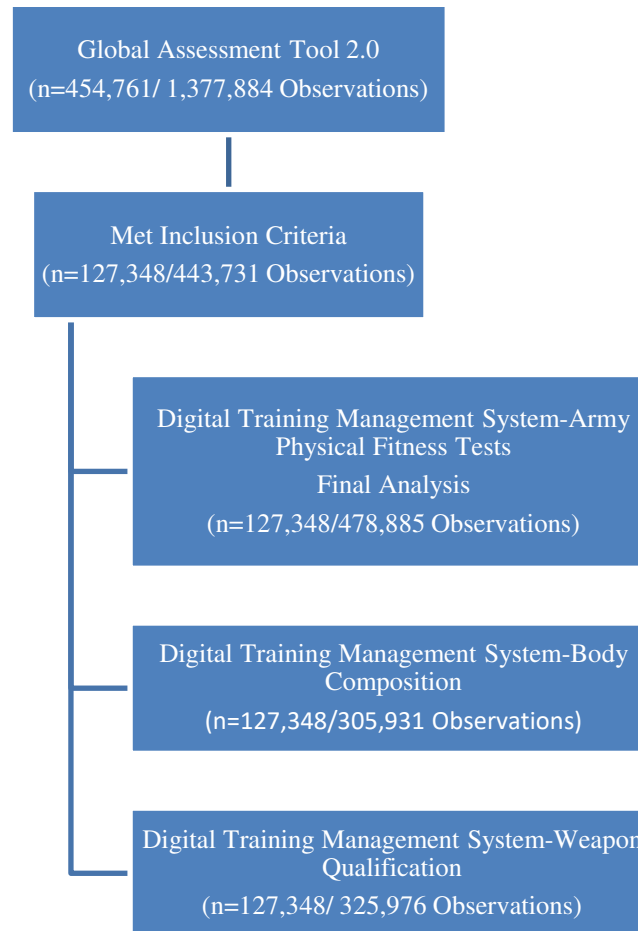 Global Assessment Tool 2.0
(n=454,761/ 1,377,884 Observations)
Met Inclusion Criteria
(n=127,348/443,731 Observations)
Digital Training Management System-Army
Physical Fitness Tests
Final Analysis
(n=127,348/478,885 Observations)
Digital Training Management System-Body
Composition
(n=127,348/305,931 Observations)
Digital Training Management System-Weapon
Qualification
(n=127,348/ 325,976 Observations)